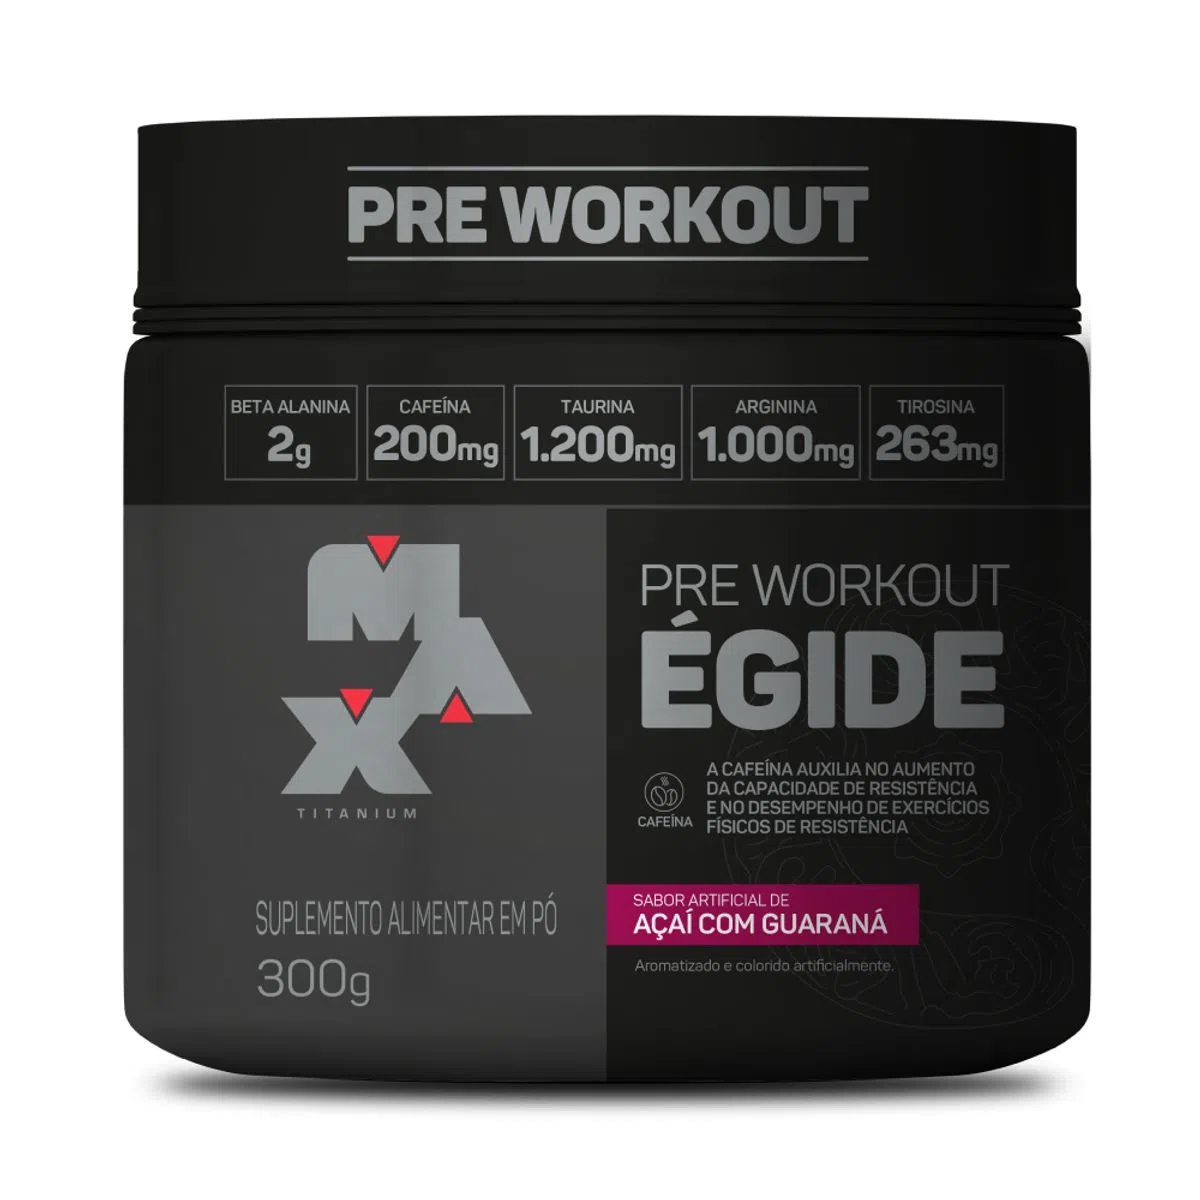 PRE WORKOUT
BETA ALANINA
2g
CAFEÍNA
200mg
TAURINA
1.200mg
ARGININA
1.000mg
TIROSINA
263mg
MAX
TITANIUM
SUPLEMENTO ALIMENTAR EM PÓ
300g
PRE WORKOUT
ÉGIDE
CAFEÍNA
A CAFEÍNA AUXILIA NO AUMENTO
DA CAPACIDADE DE RESISTÊNCIA
E NO DESEMPENHO DE EXERCÍCIOS
FÍSICOS DE RESISTÊNCIA
SABOR ARTIFICIAL DE
AÇAÍ COM GUARANÁ
Aromatizado e colorido artificialmente.